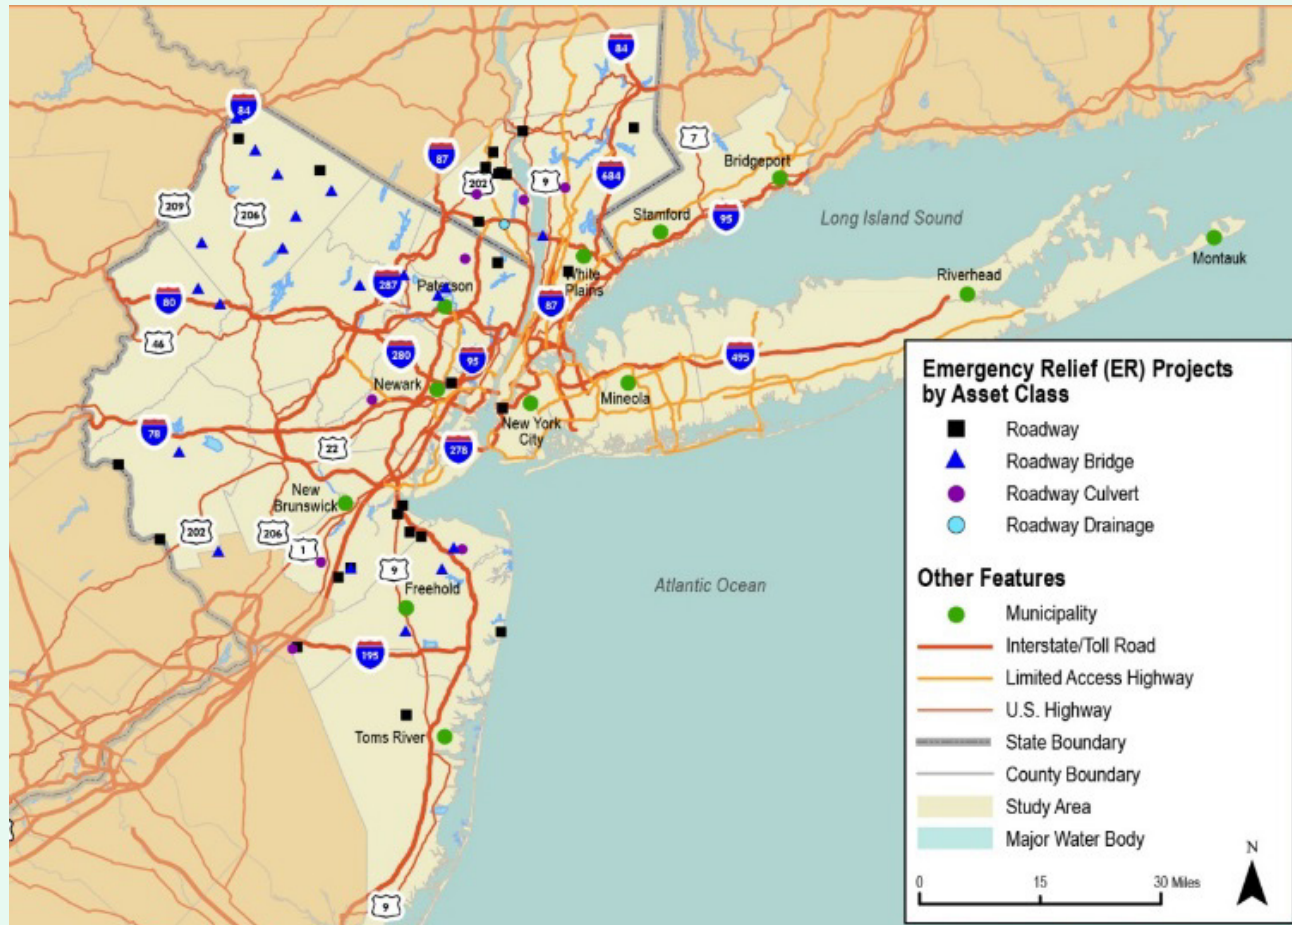 84
84
7
87
Bridgeport
202
9
684
209
206
Stamford
95
Long Island Sound
Montauk
287
White
Plains
Riverhead
Paterson
80
87
46
280
95
495
Newark
Mineola
New York
City
78
22
278
New
Brunswick
202
206
1
9
Freehold
Atlantic Ocean
195
Toms River
9
Emergency Relief (ER) Projects
by Asset Class
Roadway
Roadway Bridge
Roadway Culvert
Roadway Drainage
Other Features
Municipality
Interstate/Toll Road
Limited Access Highway
U.S. Highway
State Boundary
County Boundary
Study Area
Major Water Body
N
0 15 30 Miles